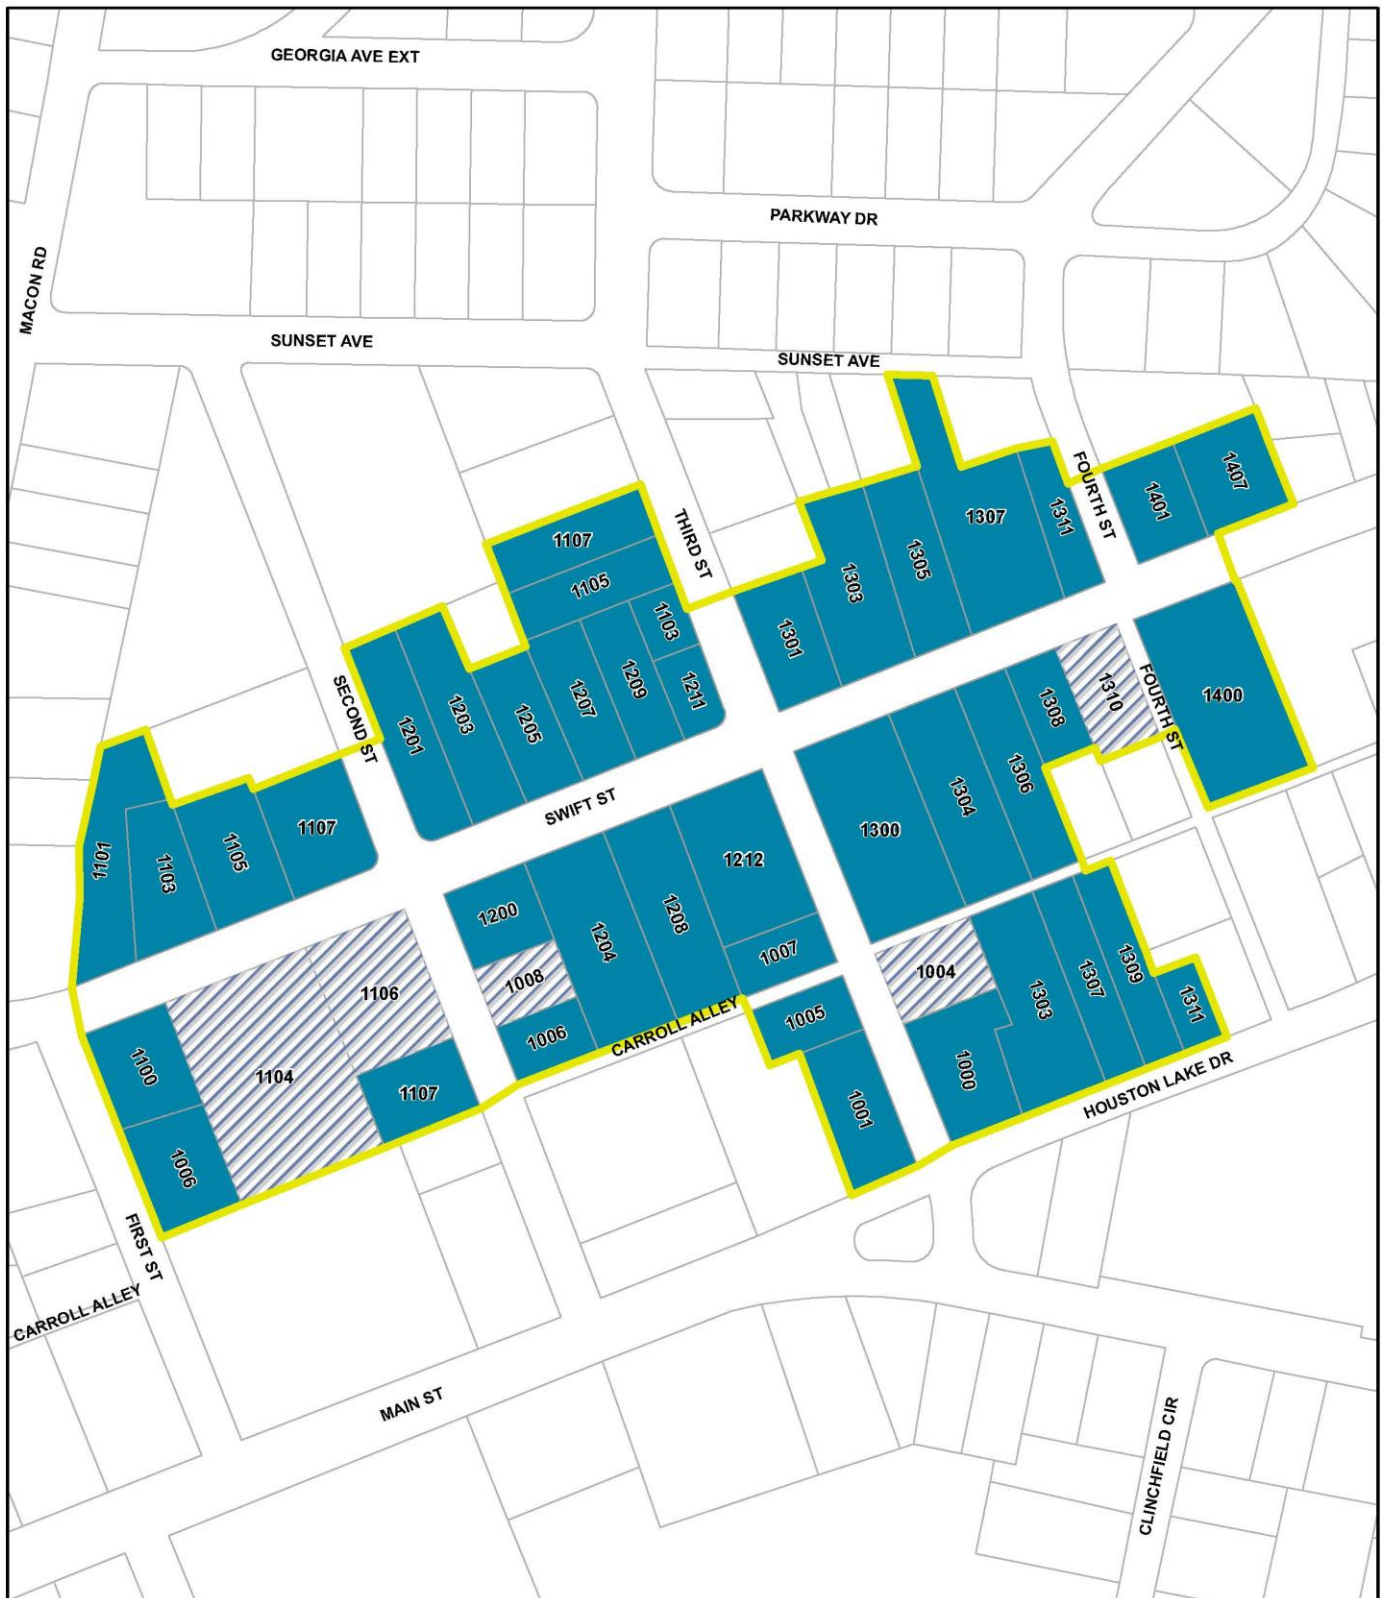 GEORGIA AVE EXT
PARKWAY DR
MACON RD
SUNSET AVE
SUNSET AVE
FOURTH ST
1407
1401
1311
1307
1305
1303
1301
THIRD ST
1107
1105
1103
1211
1209
1207
1205
1203
1201
SECOND ST
1400
FOURTH ST
1310
1308
1306
1304
1300
SWIFT ST
1107
1105
1103
1101
1212
1208
1204
1200
1007
1008
1006
CARROLL ALLEY
1106
1104
1107
1100
1006
1004
1303
1307
1309
1311
1005
1001
1000
HOUSTON LAKE DR
FIRST ST
CARROLL ALLEY
MAIN ST
CLINCHFIELD CIR